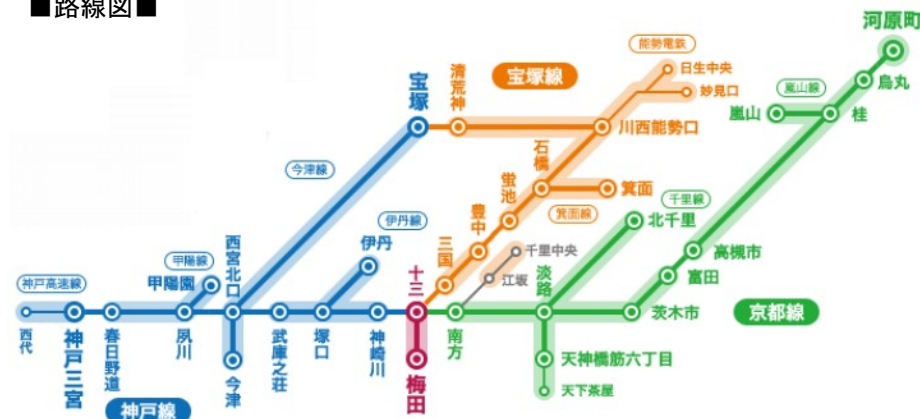 ■路線図■
河原町
能勢電鉄
日生中央
妙見口
宝塚線
清荒神
宝塚
嵐山線
烏丸
嵐山
桂
川西能勢口
石橋
今津線
蛍池
箕面
箕面線
千里線
北千里
豊中
伊丹線
伊丹
三国
千里中央
江坂
淡路
高槻市
富田
西宮北口
甲陽線
甲陽園
神戸高速線
十三
茨木市
京都線
西代
神戸三宮
春日野道
夙川
今津
武庫之荘
塚口
神崎川
梅田
南方
天神橋筋六丁目
天下茶屋
神戸線